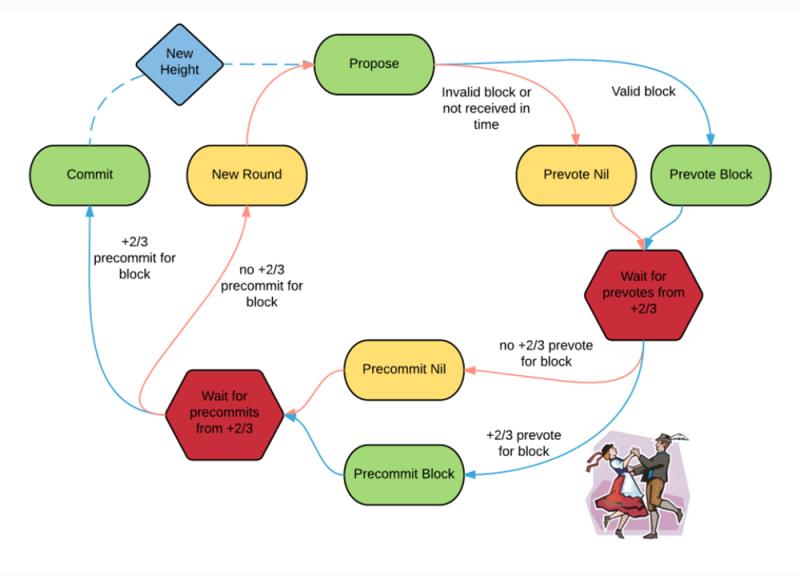 New
Height
Propose
Invalid block or
not received in
time
Valid block
Commit
New Round
Prevote Nil
Prevote Block
+2/3
precommit for
block
no +2/3
precommit for
block
Wait for
prevotes from
+2/3
no +2/3 prevote
for block
Precommit Nil
Wait for
precommits
from +2/3
+2/3 prevote
for block
Precommit Block